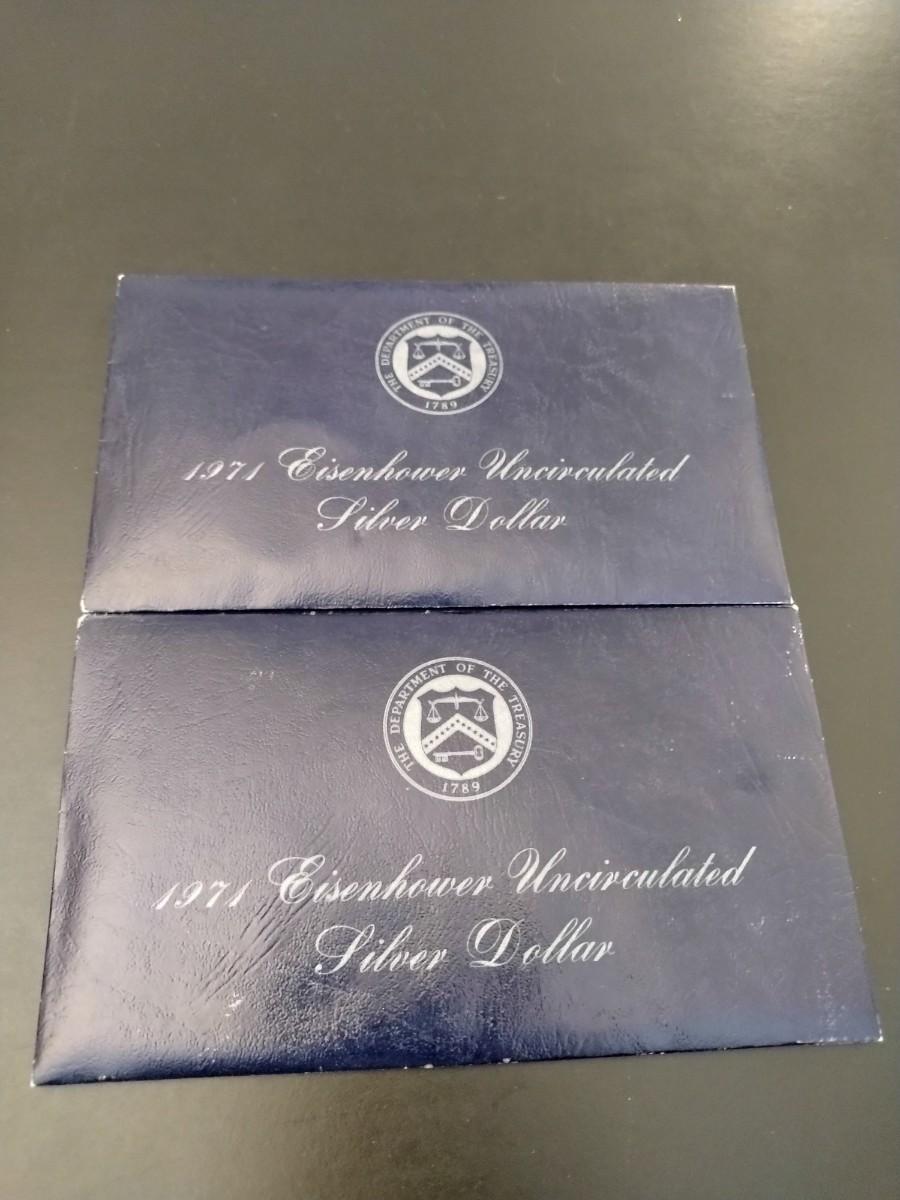 THE DEPARTMENT OF THE TREASURY
1789
1971 Eisenhower Uncirculated
Silver Dollar
THE DEPARTMENT OF THE TREASURY
1789
1971 Eisenhower Uncirculated
Silver Dollar